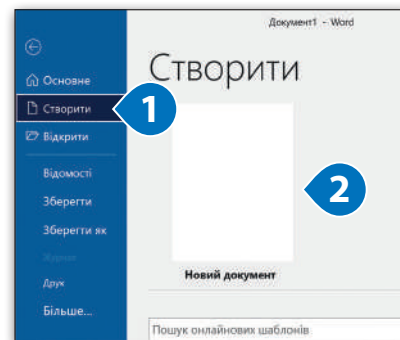 Документ1 - Word
Основне
Створити
Відкрити
Відомості
Зберегти
Зберегти як
Журнал
Друк
Більше...
Створити
1
2
Новий документ
Пошук онлайнових шаблонів